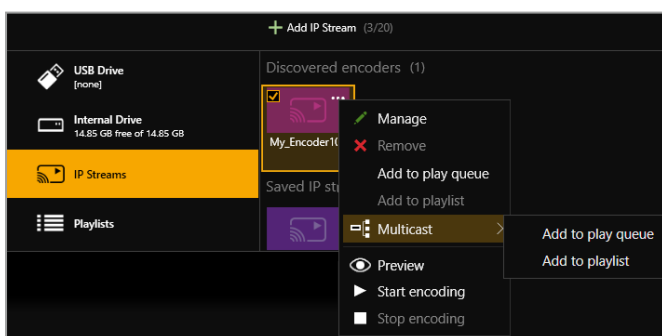 Add IP Stream (3/20)
USB Drive
[none]
Internal Drive
14.85 GB free of 14.85 GB
IP Streams
Playlists
Discovered encoders (1)
My_Encoder10
Saved IP str
Manage
Remove
Add to play queue
Add to playlist
Multicast
Preview
Start encoding
Stop encoding
Add to play queue
Add to playlist